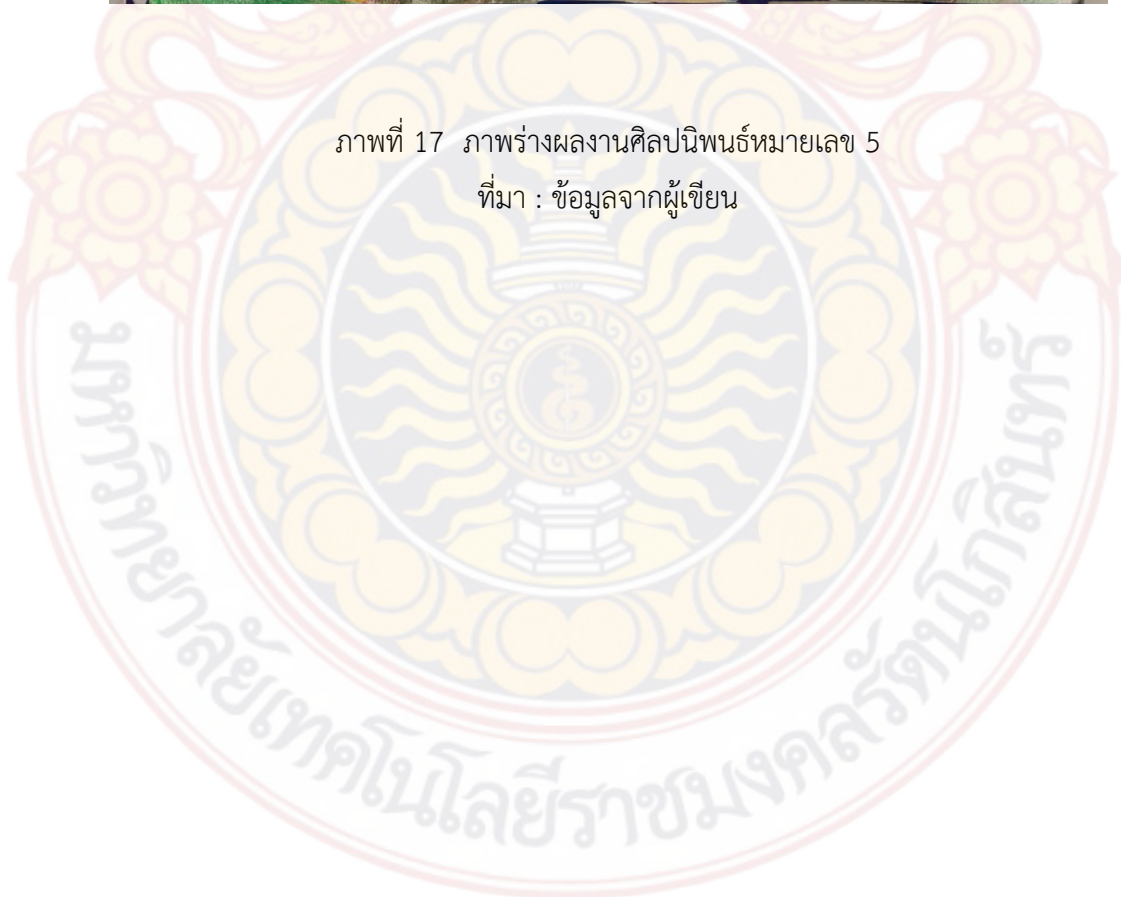 ภาพที่ 17 ภาพร่างผลงานศิลปนิพนธ์หมายเลข 5
ที่มา : ข้อมูลจากผู้เขียน
มหาวิทยาลัยเทคโนโลยีราชมงคลรัตนโกสินทร์